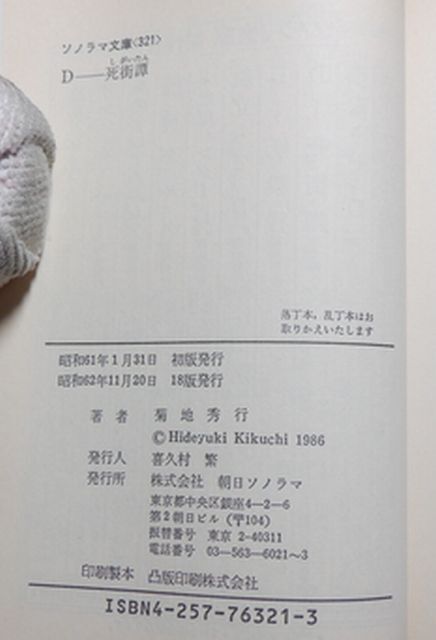 ソノラマ文庫〈321〉
しがいたん
D――死街譚
落丁本，乱丁本はお
取りかえいたします
昭和61年1月31日 初版発行
昭和62年11月20日 18版発行
著者 菊地秀行
©Hideyuki Kikuchi 1986
発行人 喜久村 繁
発行所 株式会社 朝日ソノラマ
東京都中央区銀座4―2―6
第2朝日ビル（〒104）
振替番号 東京 2-40311
電話番号 03―563―6021～3
印刷製本 凸版印刷株式会社
ISBN4-257-76321-3